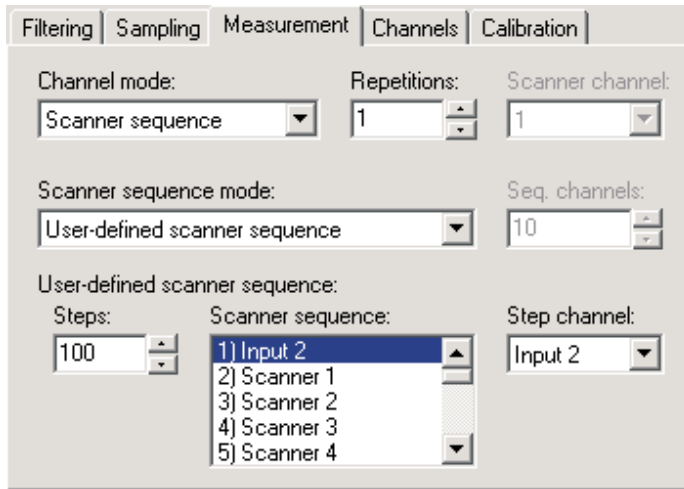 Filtering Sampling Measurement Channels Calibration
Channel mode: Repetitions: Scanner channel:
Scanner sequence 1 1
Scanner sequence mode: Seq. channels:
User-defined scanner sequence 10
User-defined scanner sequence:
Steps: Scanner sequence: Step channel:
100 1) Input 2 Input 2
2) Scanner 1
3) Scanner 2
4) Scanner 3
5) Scanner 4